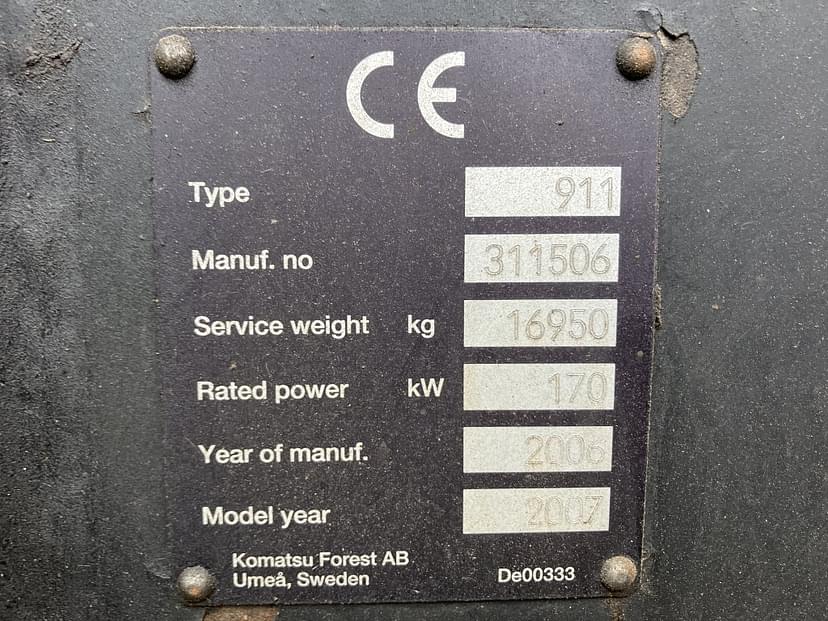 CE
Type 911
Manuf. no 311506
Service weight kg 16950
Rated power kW 170
Year of manuf. 2006
Model year 2007
Komatsu Forest AB
Umeå, Sweden De00333